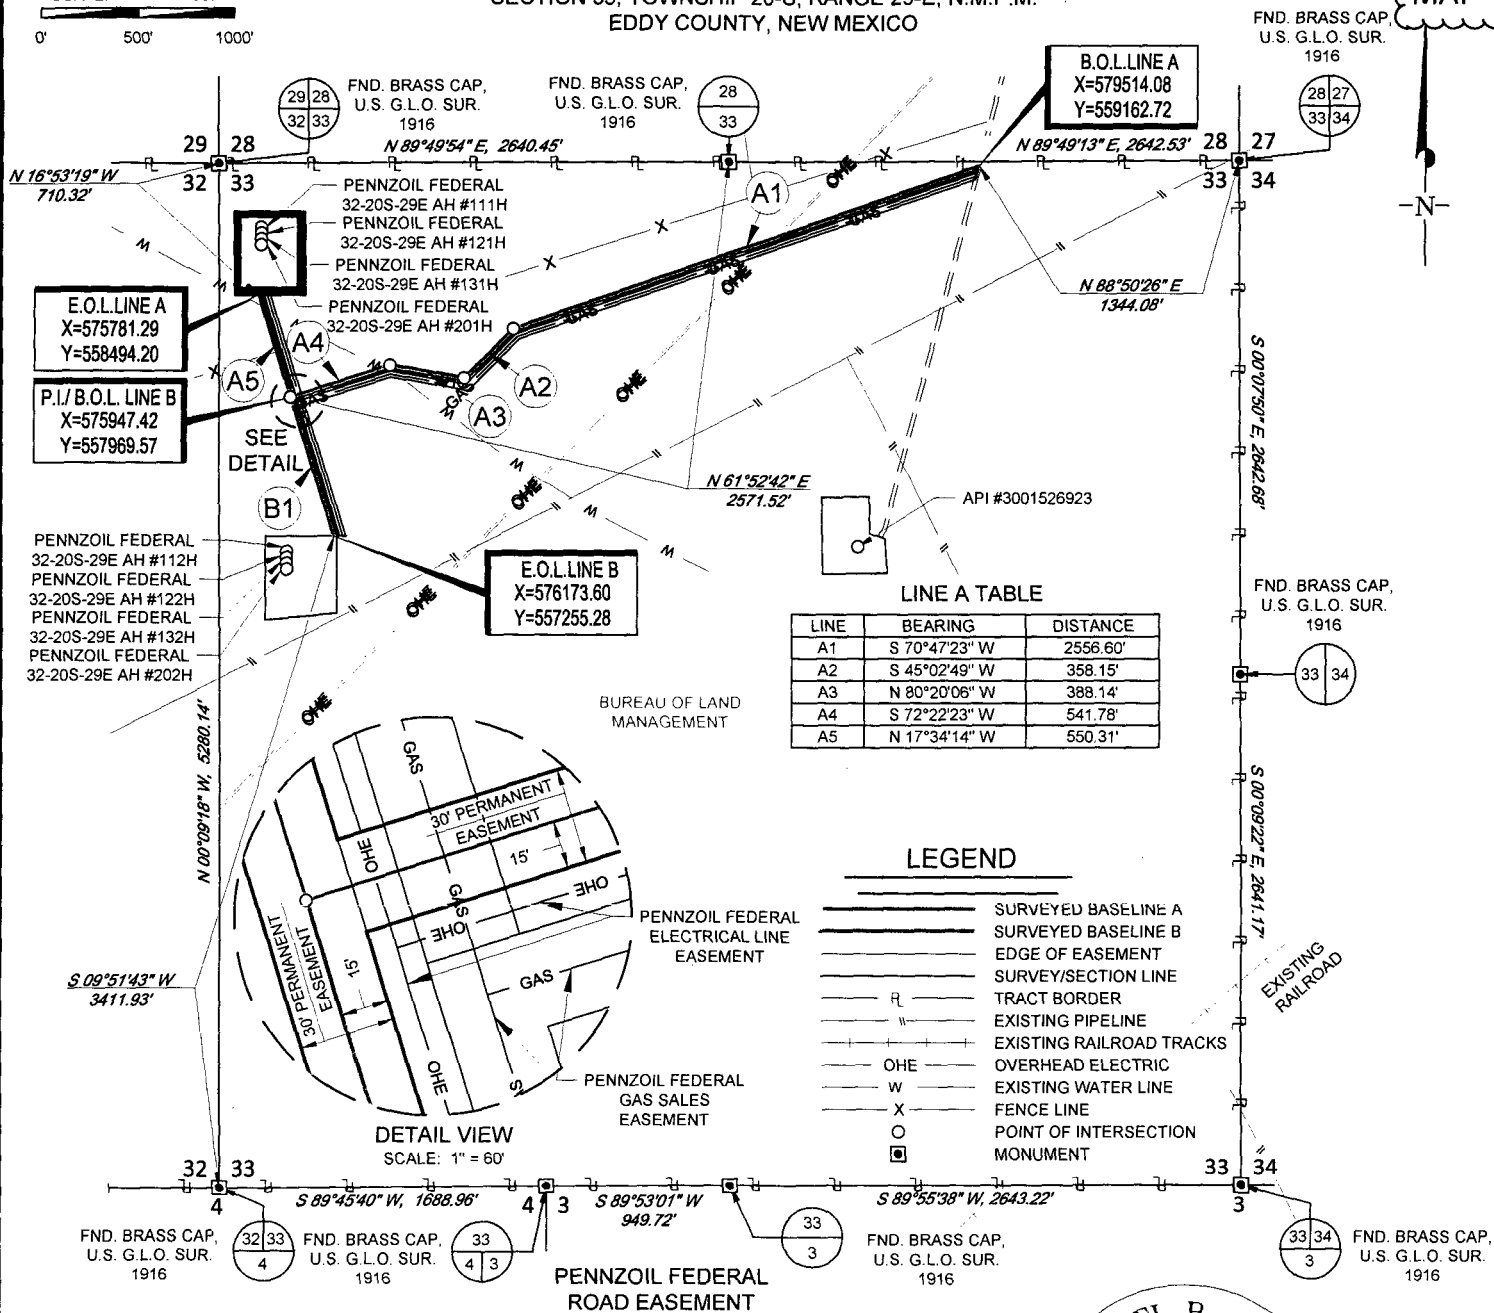 0'
500'
1000'
EDDY COUNTY, NEW MEXICO
FND. BRASS CAP,
U.S. G.L.O. SUR.
1916
29 28
32 33
FND. BRASS CAP,
U.S. G.L.O. SUR.
1916
FND. BRASS CAP,
U.S. G.L.O. SUR.
1916
28
33
B.O.L.LINE A
X=579514.08
Y=559162.72
28 27
33 34
29 28
32 33
N 89°49'54" E, 2640.45'
N 89°49'13" E, 2642.53'
28 27
33 34
N 16°53'19" W
710.32'
-N-
PENNZOIL FEDERAL
32-20S-29E AH #111H
PENNZOIL FEDERAL
32-20S-29E AH #121H
PENNZOIL FEDERAL
32-20S-29E AH #131H
PENNZOIL FEDERAL
32-20S-29E AH #201H
A1
OHE
GAS
GAS
OHE
GAS
X
X
X
W
W
N 88°50'26" E
1344.08'
E.O.L.LINE A
X=575781.29
Y=558494.20
A4
A5
A2
A3
W
GAS
W
GAS
OHE
P.I./ B.O.L. LINE B
X=575947.42
Y=557969.57
SEE
DETAIL
B1
W
OHE
W
W
N 61°52'42" E
2571.52'
API #3001526923
S 00°07'50" E, 2642.68'
PENNZOIL FEDERAL
32-20S-29E AH #112H
PENNZOIL FEDERAL
32-20S-29E AH #122H
PENNZOIL FEDERAL
32-20S-29E AH #132H
PENNZOIL FEDERAL
32-20S-29E AH #202H
OHE
E.O.L.LINE B
X=576173.60
Y=557255.28
FND. BRASS CAP,
U.S. G.L.O. SUR.
1916
33 34
LINE A TABLE
LINE BEARING DISTANCE
A1 S 70°47'23" W 2556.60'
A2 S 45°02'49" W 358.15'
A3 N 80°20'06" W 388.14'
A4 S 72°22'23" W 541.78'
A5 N 17°34'14" W 550.31'
BUREAU OF LAND
MANAGEMENT
OHE
N 00°09'18" W, 5280.14'
S 00°09'22" E, 2641.17'
GAS
30' PERMANENT
EASEMENT
OHE
15'
GAS
OHE
OHE
30' PERMANENT
EASEMENT
15'
GAS
OHE
PENNZOIL FEDERAL
ELECTRICAL LINE
EASEMENT
PENNZOIL FEDERAL
GAS SALES
EASEMENT
DETAIL VIEW
SCALE: 1" = 60'
S 09°51'43" W
3411.93'
LEGEND
SURVEYED BASELINE A
SURVEYED BASELINE B
EDGE OF EASEMENT
SURVEY/SECTION LINE
TRACT BORDER
EXISTING PIPELINE
EXISTING RAILROAD TRACKS
OHE OVERHEAD ELECTRIC
W EXISTING WATER LINE
X FENCE LINE
POINT OF INTERSECTION
MONUMENT
EXISTING
RAILROAD
32 33
4
S 89°45'40" W, 1688.96'
4 3
S 89°53'01" W
949.72'
S 89°55'38" W, 2643.22'
33 34
3
FND. BRASS CAP,
U.S. G.L.O. SUR.
1916
32 33
4
FND. BRASS CAP,
U.S. G.L.O. SUR.
1916
33
4 3
33
3
FND. BRASS CAP,
U.S. G.L.O. SUR.
1916
33 34
3
FND. BRASS CAP,
U.S. G.L.O. SUR.
1916
PENNZOIL FEDERAL
ROAD EASEMENT